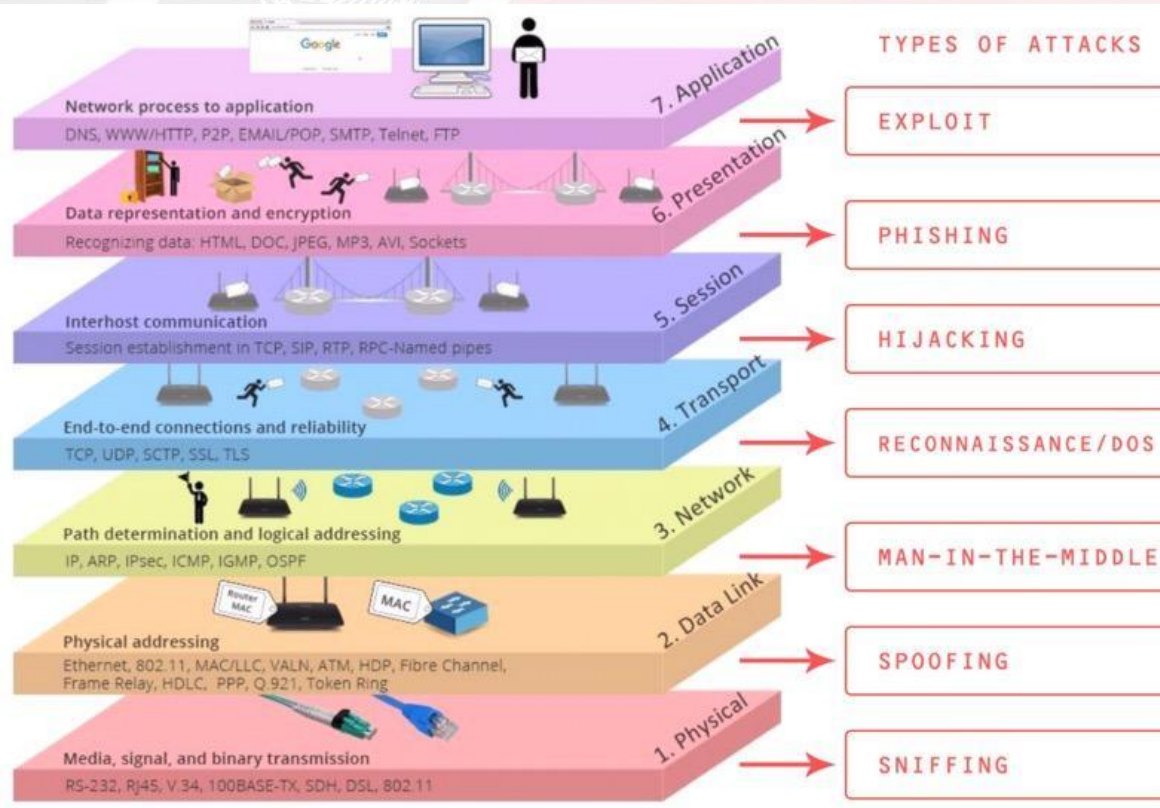 TYPES OF ATTACKS
Google
7. Application
Network process to application
DNS, WWW/HTTP, P2P, EMAIL/POP, SMTP, Telnet, FTP
EXPLOIT
6. Presentation
Data representation and encryption
Recognizing data: HTML, DOC, JPEG, MP3, AVI, Sockets
PHISHING
5. Session
Interhost communication
Session establishment in TCP, SIP, RTP, RPC-Named pipes
HIJACKING
4. Transport
End-to-end connections and reliability
TCP, UDP, SCTP, SSL, TLS
RECONNAISSANCE/DOS
3. Network
Path determination and logical addressing
IP, ARP, IPsec, ICMP, IGMP, OSPF
MAN-IN-THE-MIDDLE
2. Data Link
Router
MAC
MAC
Physical addressing
Ethernet, 802.11, MAC/LLC, VALN, ATM, HDP, Fibre Channel,
Frame Relay, HDLC, PPP, Q.921, Token Ring
SPOOFING
1. Physical
Media, signal, and binary transmission
RS-232, RJ45, V.34, 100BASE-TX, SDH, DSL, 802.11
SNIFFING